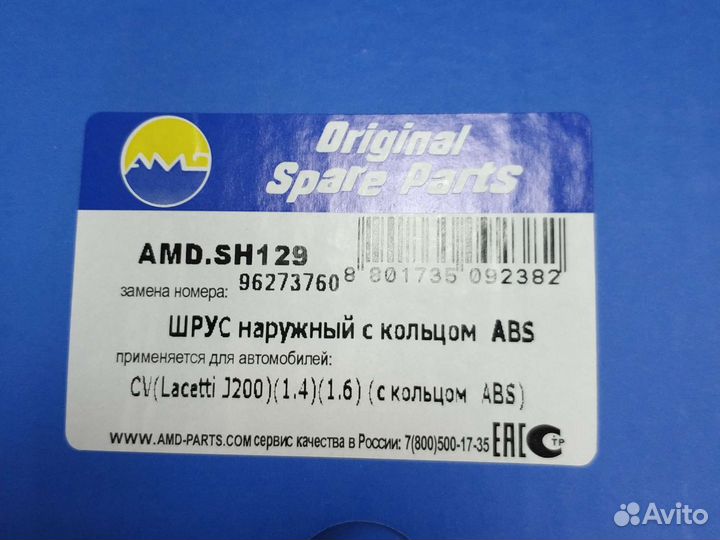 AMD
Original
Spare Parts
AMD.SH129
замена номера: 96273760
8 801735 092382
ШРУС наружный с кольцом ABS
применяется для автомобилей:
CV(Lacetti J200)(1.4)(1.6)(с кольцом ABS)
WWW.AMD-PARTS.COM сервис качества в России: 7(800)500-17-35
EAC
ТР
Avito